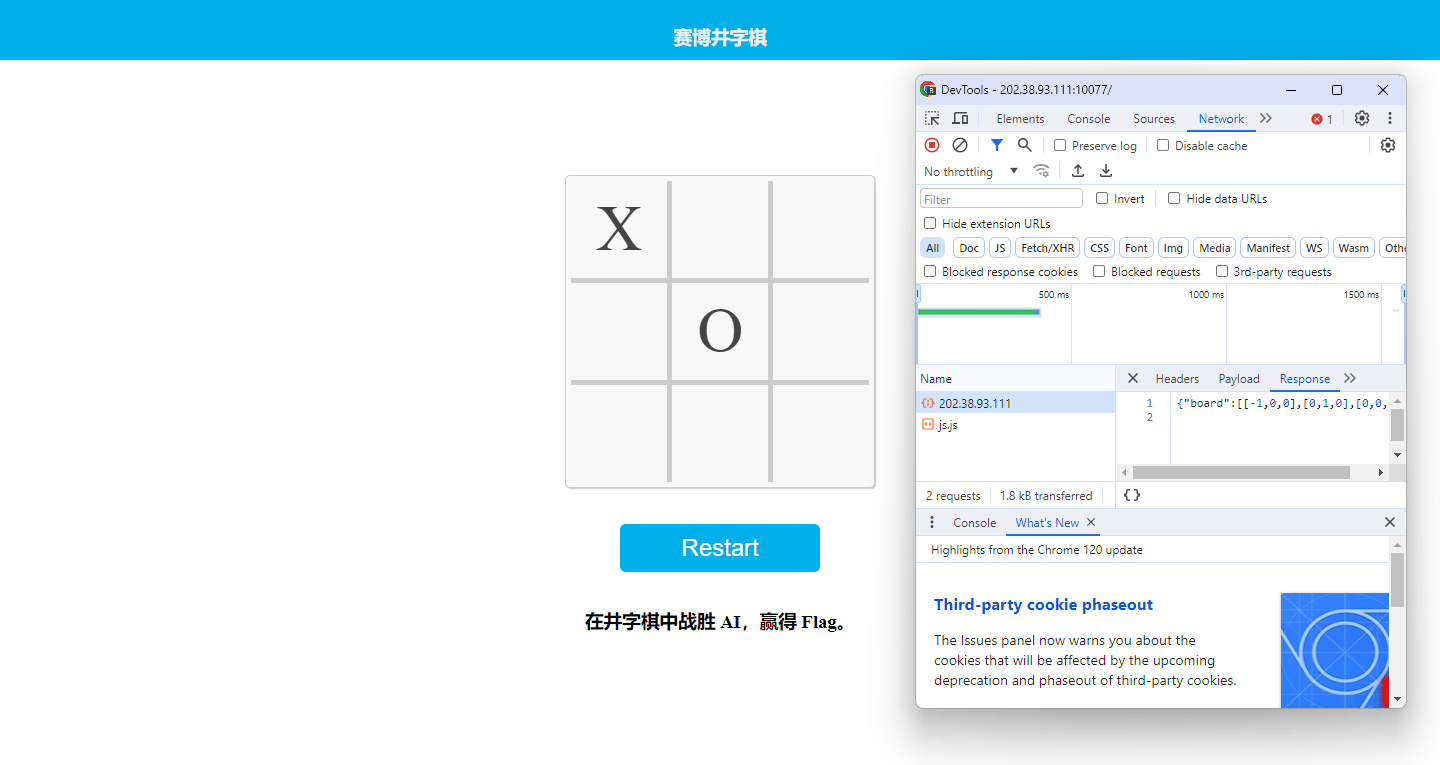 赛博井字棋
X
O
Restart
在井字棋中战胜 AI，赢得 Flag。
DevTools - 202.38.93.111:10077/
Elements Console Sources Network 1
Preserve log Disable cache
No throttling
Filter Invert Hide data URLs
Hide extension URLs
All Doc JS Fetch/XHR CSS Font Img Media Manifest WS Wasm
Blocked response cookies Blocked requests 3rd-party requests
500 ms 1000 ms 1500 ms
Name Headers Payload Response
202.38.93.111 1 {"board":[[-1,0,0],[0,1,0],[0,0,
js.js 2
2 requests 1.8 kB transferred {}
Console What's New
Highlights from the Chrome 120 update
Third-party cookie phaseout
The Issues panel now warns you about the
cookies that will be affected by the upcoming
deprecation and phaseout of third-party cookies.